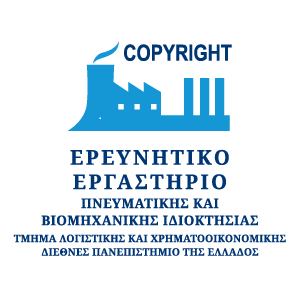 COPYRIGHT
ΕΡΕΥΝΗΤΙΚΟ
ΕΡΓΑΣΤΗΡΙΟ
ΠΝΕΥΜΑΤΙΚΗΣ ΚΑΙ
ΒΙΟΜΗΧΑΝΙΚΗΣ ΙΔΙΟΚΤΗΣΙΑΣ
ΤΜΗΜΑ ΛΟΓΙΣΤΙΚΗΣ ΚΑΙ ΧΡΗΜΑΤΟΟΙΚΟΝΟΜΙΚΗΣ
ΔΙΕΘΝΕΣ ΠΑΝΕΠΙΣΤΗΜΙΟ ΤΗΣ ΕΛΛΑΔΟΣ